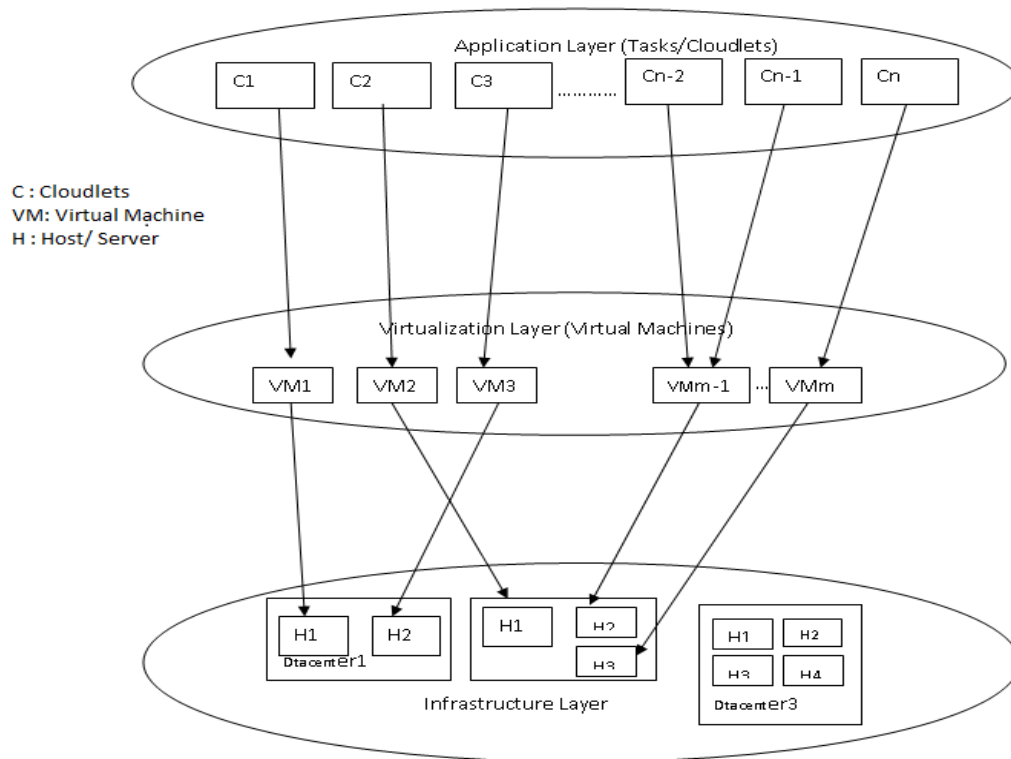 Application Layer (Tasks/Cloudlets)
C1 C2 C3 ............ Cn-2 Cn-1 Cn
C : Cloudlets
VM: Virtual Machine
H : Host/ Server
Virtualization Layer (Virtual Machines)
VM1 VM2 VM3 VMm-1 ... VMm
H1 H2 H1 H2 H1 H2
H3 H3 H4
Dtacenter1
Infrastructure Layer
Dtacenter3